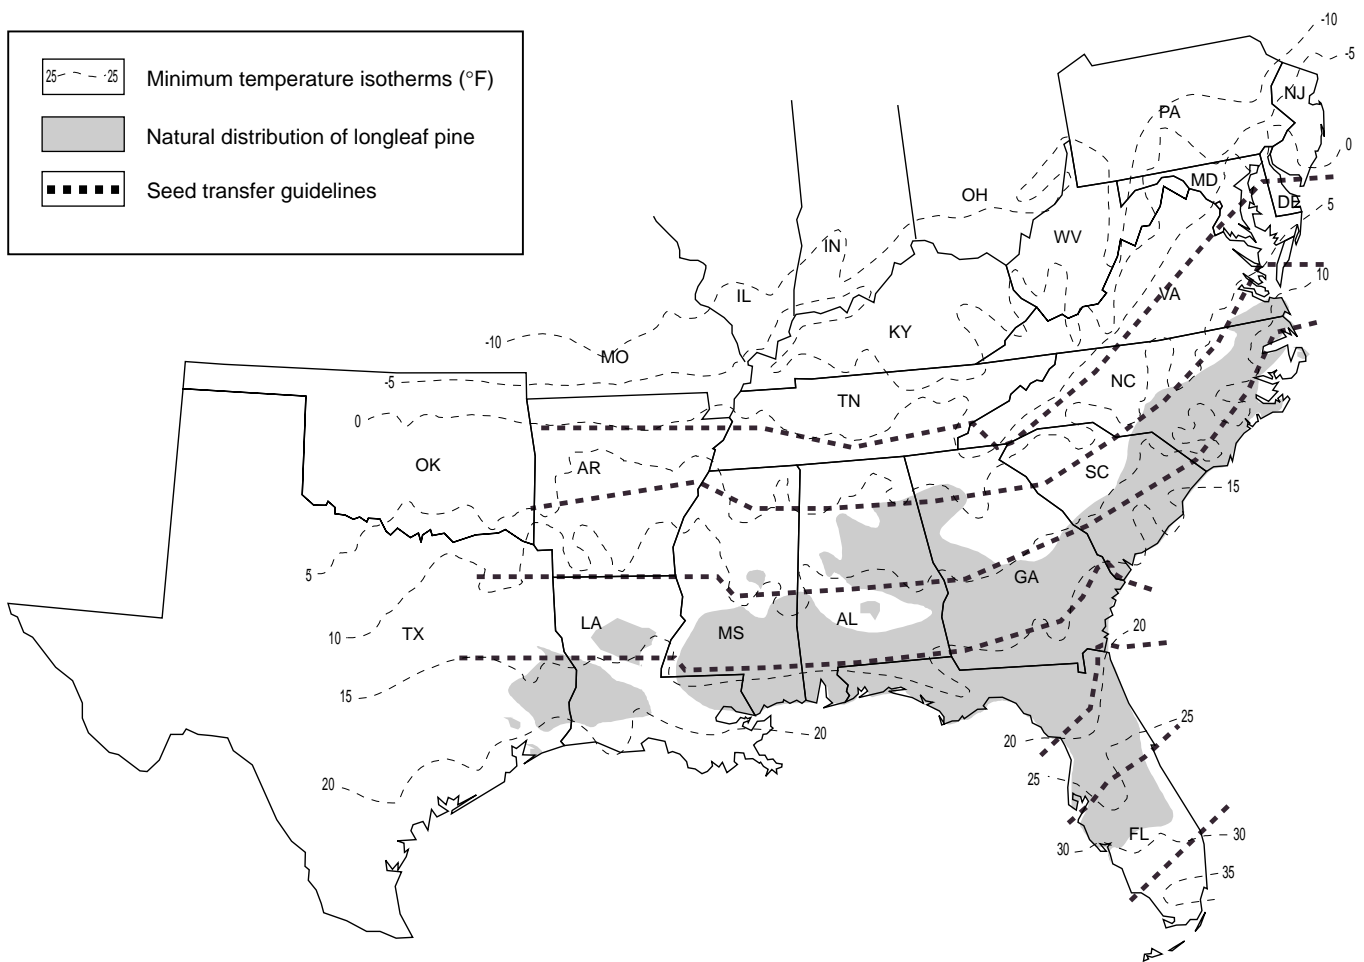 25 25 Minimum temperature isotherms (°F)
Natural distribution of longleaf pine
Seed transfer guidelines
-10
-5
NJ
PA
0
MD
OH
DE
5
WV
IN
10
VA
IL
KY
-10
MO
-5
NC
TN
0
OK
AR
SC
15
5
GA
LA
AL
20
MS
10
TX
15
25
20
20
25
20
FL
30
30
35